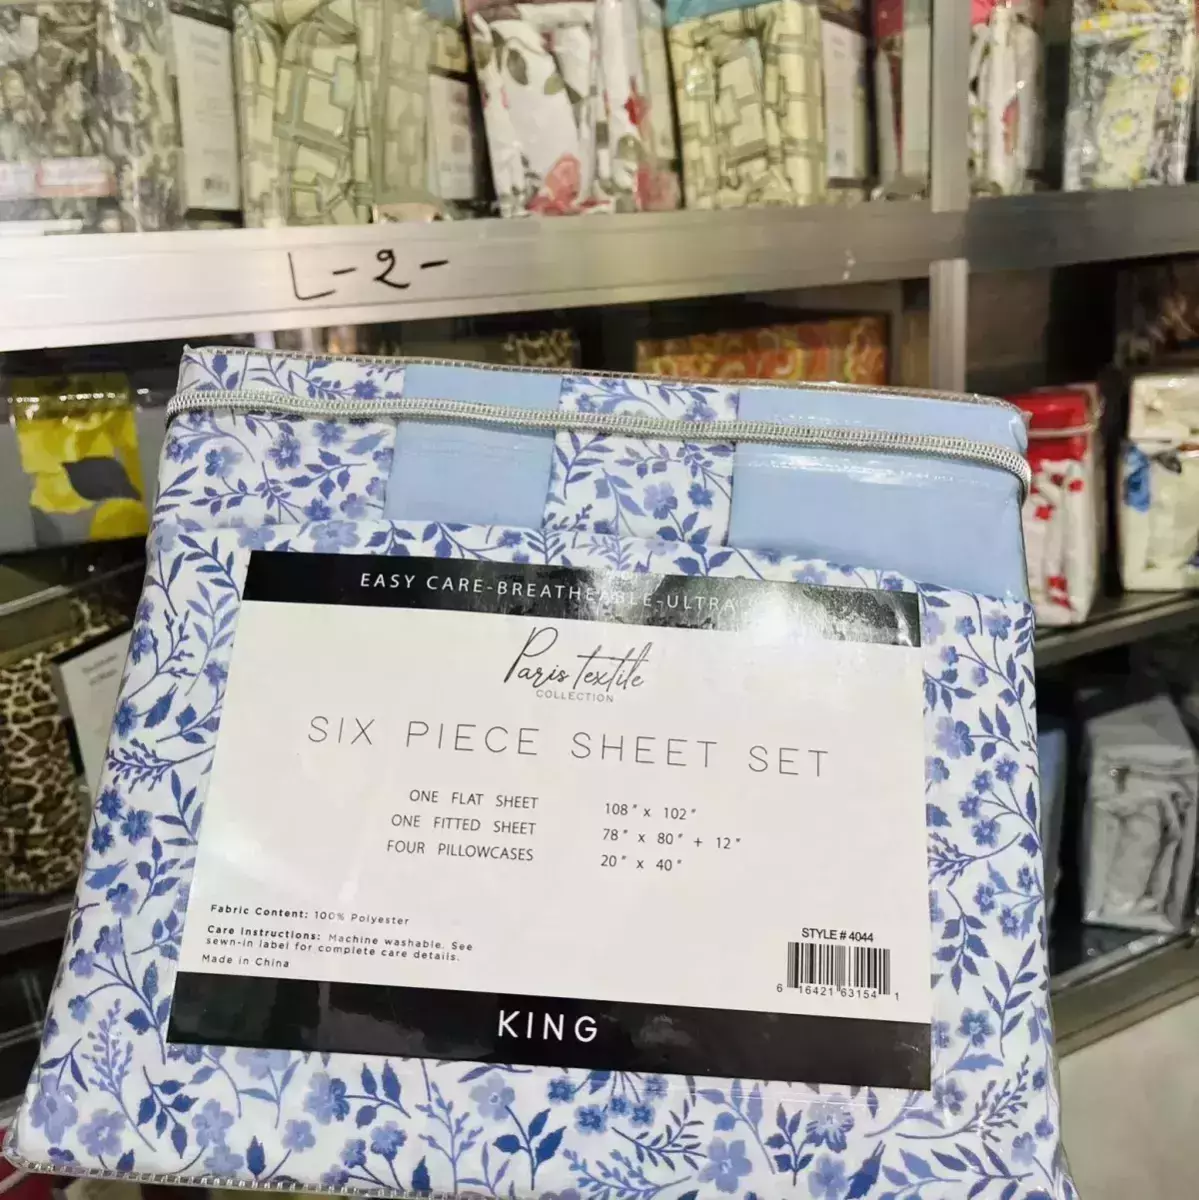 L-2-
EASY CARE-BREATHEABLE-ULTRA
Paris Textile
COLLECTION
SIX PIECE SHEET SET
ONE FLAT SHEET 108" x 102"
ONE FITTED SHEET 78" x 80" + 12"
FOUR PILLOWCASES 20" x 40"
Fabric Content: 100% Polyester
Care Instructions: Machine washable. See
sewn-in label for complete care details.
Made in China
STYLE # 4044
6 16421 63154 1
KING